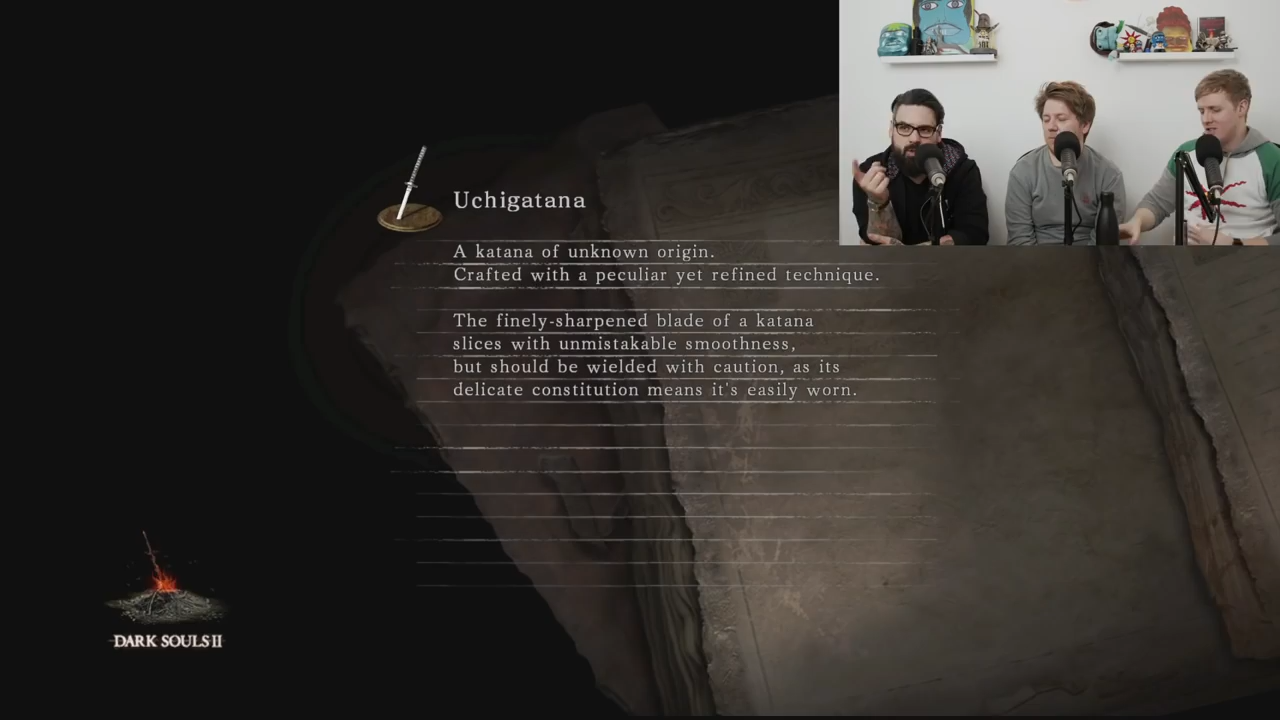 Uchigatana
A katana of unknown origin.
Crafted with a peculiar yet refined technique.
The finely-sharpened blade of a katana
slices with unmistakable smoothness,
but should be wielded with caution, as its
delicate constitution means it's easily worn.
DARK SOULS II